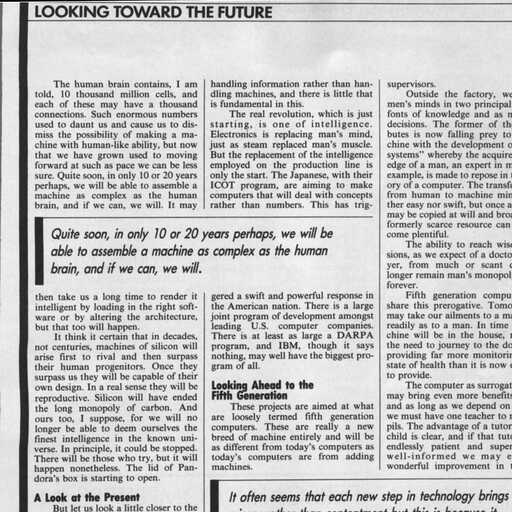 LOOKING TOWARD THE FUTURE
The human brain contains, I am
told, 10 thousand million cells, and
each of these may have a thousand
connections. Such enormous numbers
used to daunt us and cause us to dis-
miss the possibility of making a ma-
chine with human-like ability, but now
that we have grown used to moving
forward at such as pace we can be less
sure. Quite soon, in only 10 or 20 years
perhaps, we will be able to assemble a
machine as complex as the human
brain, and if we can, we will. It may
handling information rather than han-
dling machines, and there is little that
is fundamental in this.
The real revolution, which is just
starting, is one of intelligence.
Electronics is replacing man's mind,
just as steam replaced man's muscle.
But the replacement of the intelligence
employed on the production line is
only the start. The Japanese, with their
ICOT program, are aiming to make
computers that will deal with concepts
rather than numbers. This has trig-
Quite soon, in only 10 or 20 years perhaps, we will be
able to assemble a machine as complex as the human
brain, and if we can, we will.
then take us a long time to render it
intelligent by loading in the right soft-
ware or by altering the architecture,
but that too will happen.
I think it certain that in decades,
not centuries, machines of silicon will
arise first to rival and then surpass
their human progenitors. Once they
surpass us they will be capable of their
own design. In a real sense they will be
reproductive. Silicon will have ended
the long monopoly of carbon. And
ours too, I suppose, for we will no
longer be able to deem ourselves the
finest intelligence in the known uni-
verse. In principle, it could be stopped.
There will be those who try, but it will
happen nonetheless. The lid of Pan-
dora's box is starting to open.
A Look at the Present
But let us look a little closer to the
gered a swift and powerful response in
the American nation. There is a large
joint program of development amongst
leading U.S. computer companies.
There is at least as large a DARPA
program, and IBM, though it says
nothing, may well have the biggest pro-
gram of all.
Looking Ahead to the
Fifth Generation
These projects are aimed at what
are loosely termed fifth generation
computers. These are really a new
breed of machine entirely and will be
as different from today's computers as
today's computers are from adding
machines.
supervisors.
Outside the factory, we
men's minds in two principal
fonts of knowledge and as m
decisions. The former of the
butes is now falling prey to
chine with the development o
systems" whereby the acquire
edge of a man, an expert in m
example, is made to repose in t
ory of a computer. The transf
from human to machine min
ther easy nor swift, but once a
may be copied at will and broa
formerly scarce resource can
come plentiful.
The ability to reach wise
sions, as we expect of a docto
yer, from much or scant d
longer remain man's monopol
forever.
Fifth generation compu
share this prerogative. Tomo
may take our ailments to a ma
readily as to a man. In time
chine will be in the house, r
the need to journey to the do
providing far more monitorin
state of health than it is now e
to provide.
The computer as surrogat
may bring even more benefits
and as long as we depend on
we must have one teacher to m
pils. The advantage of a tutor
child is clear, and if that tuto
endlessly patient and super
well-informed we may e
wonderful improvement in t
It often seems that each new step in technology brings